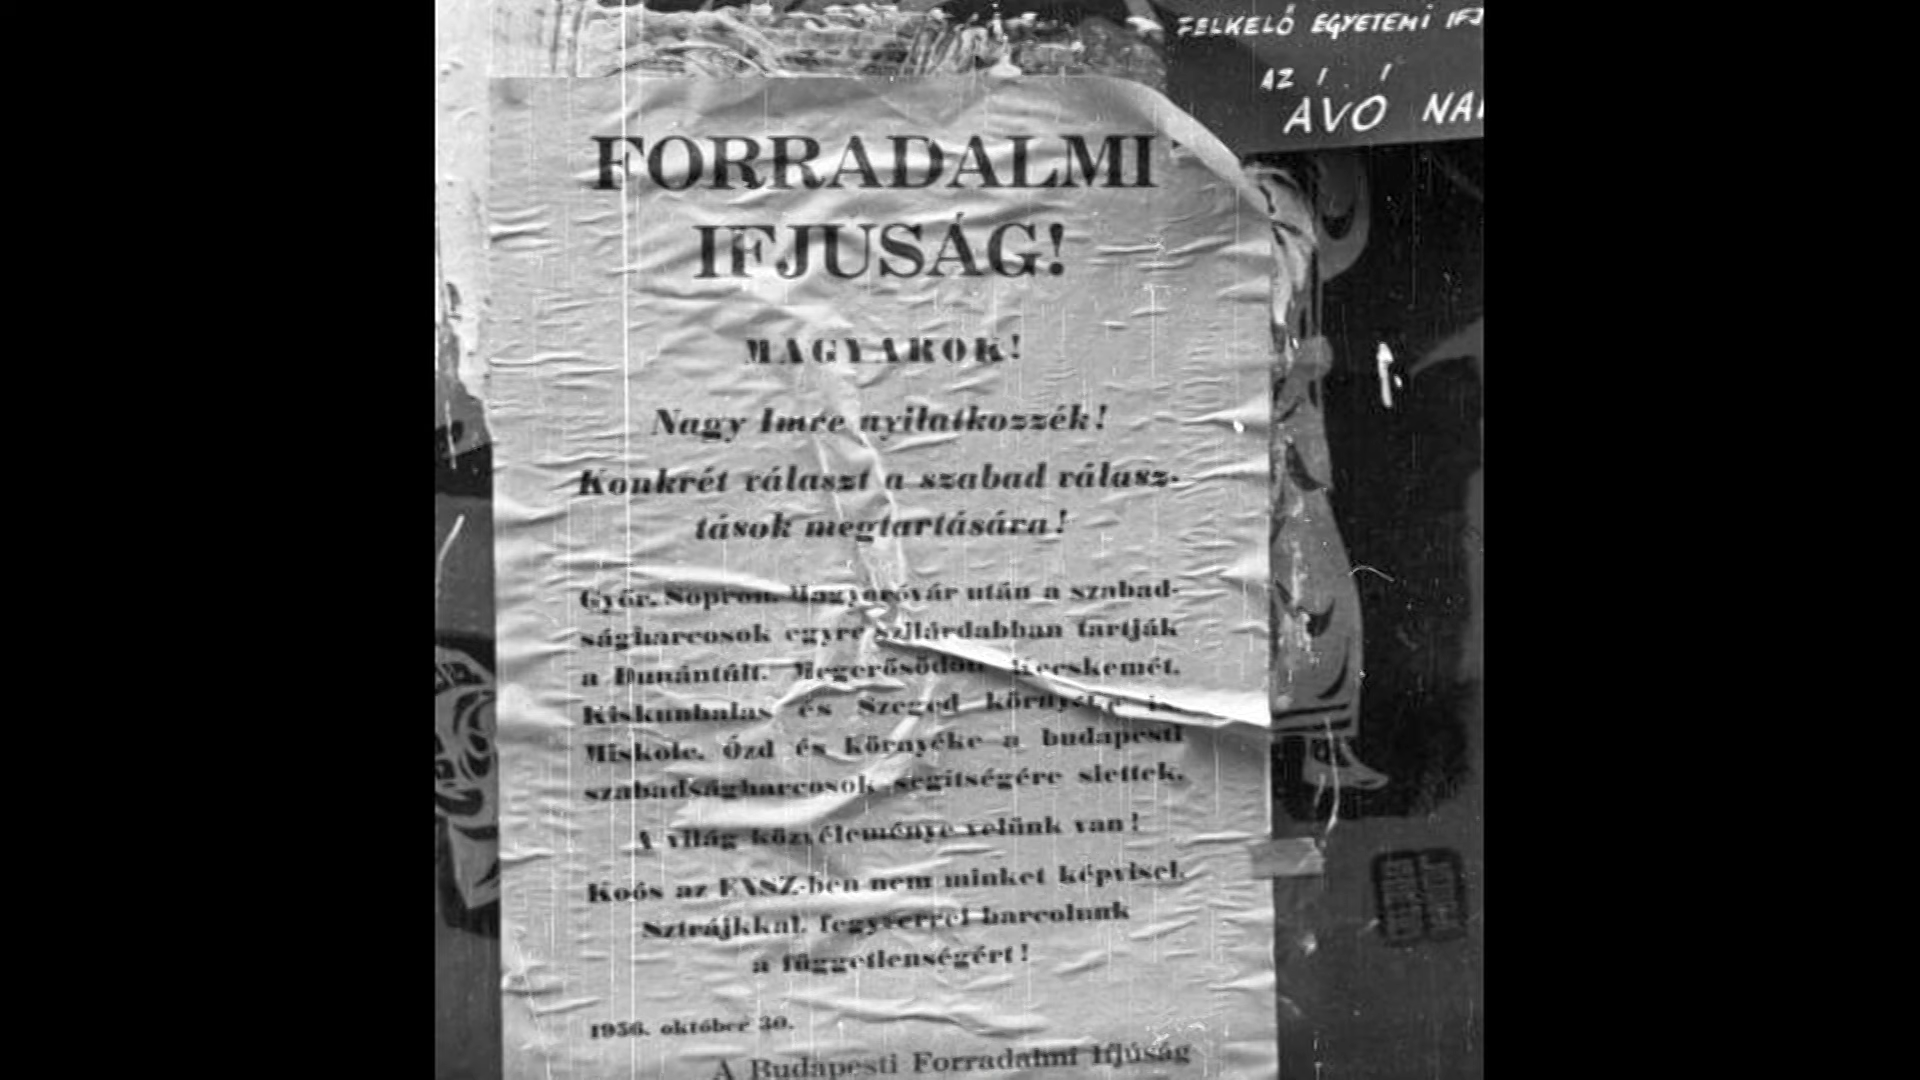 FELKELŐ EGYETEMI IFJ
AZ
ÁVÓ NAK
FORRADALMI
IFJUSÁG!
MAGYAROK!
Nagy Imre nyilatkozzék!
Konkrét választ a szabad válasz-
tások megtartására!
Győr, Sopron, Magyaróvár után a szabad-
ságharcosok egyre szilárdabban tartják
a Dunántúlt. Megerősödön Kecskemét,
Kiskunhalas és Szeged környéke is.
Miskolc, Ózd és környéke a budapesti
szabadságharcosok segítségére siettek.
A világ közvéleménye velünk van!
Koós az ENSZ-ben nem minket képvisel.
Sztrájkkal, fegyverrel harcolunk
a függetlenségért!
1956. október 30.
A Budapesti Forradalmi Ifjúság